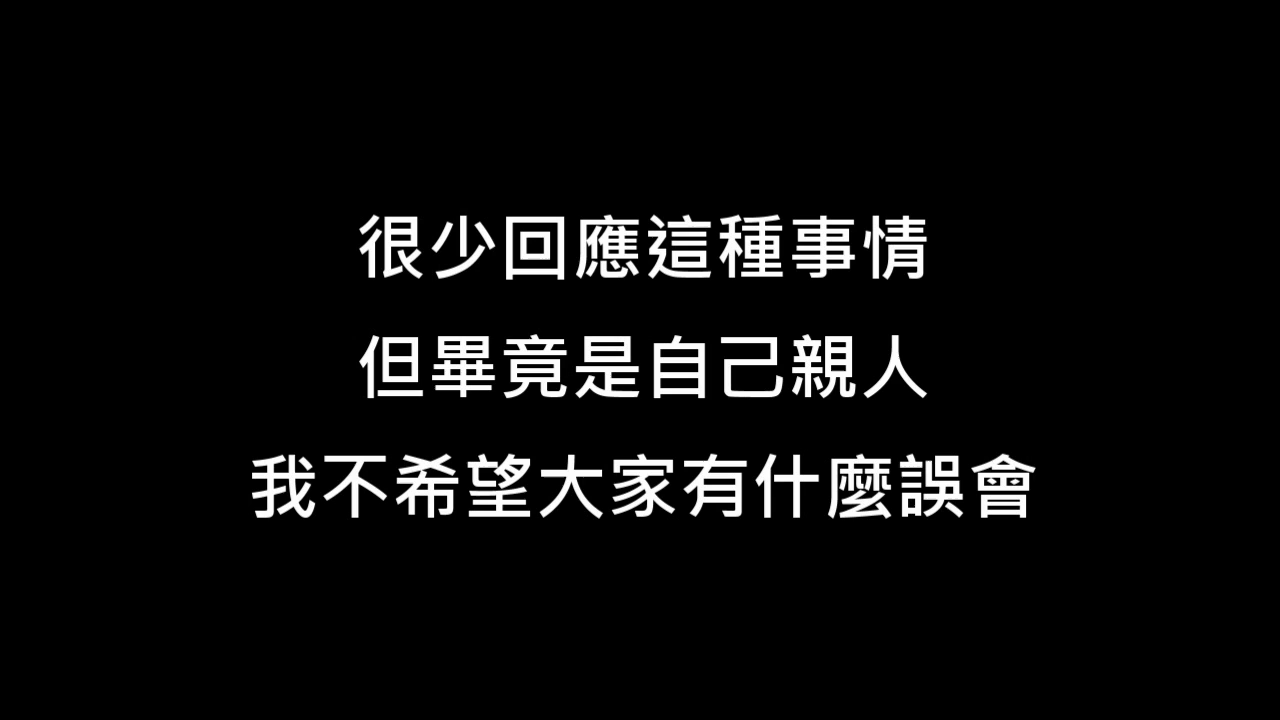 很少回應這種事情
但畢竟是自己親人
我不希望大家有什麼誤會